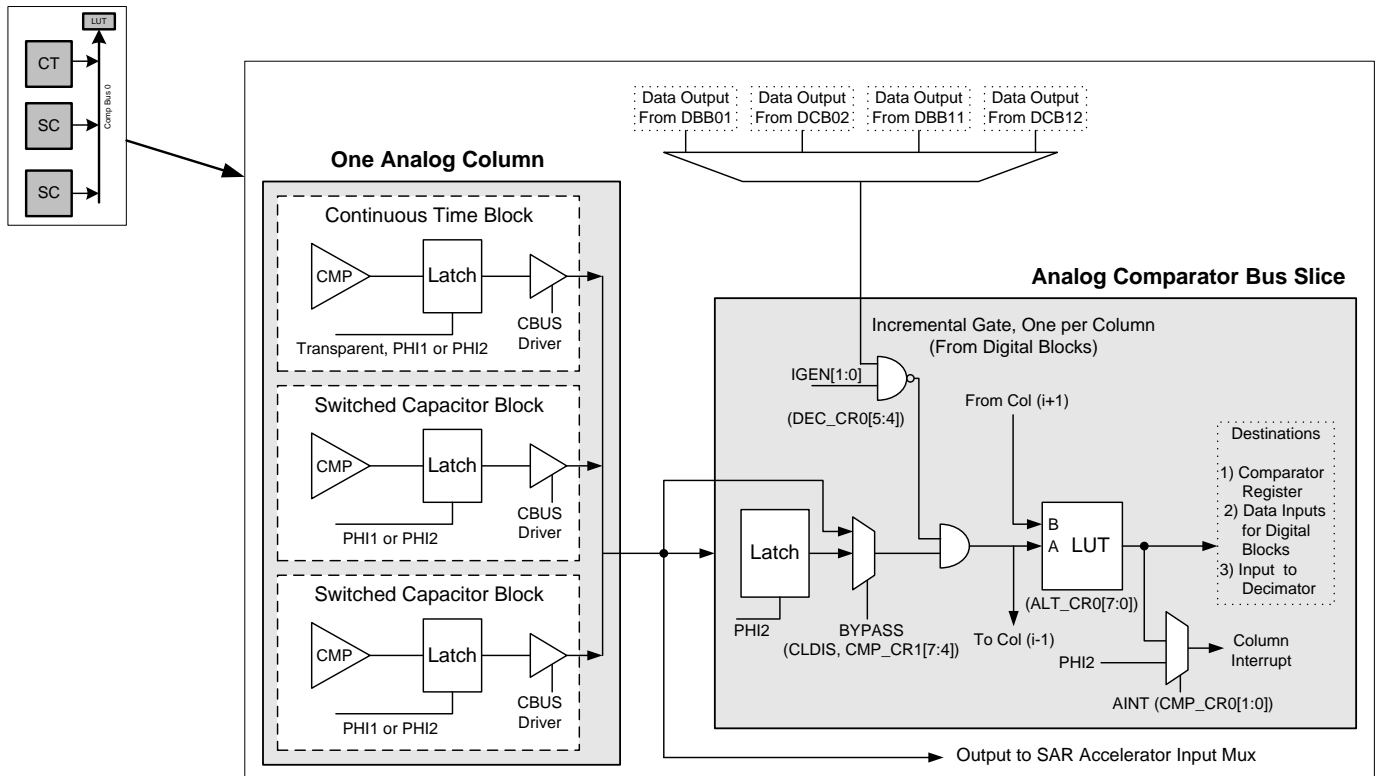 LUT
CT
SC
SC
Comp Bus 0
Data Output
From DBB01
Data Output
From DCB02
Data Output
From DBB11
Data Output
From DCB12
One Analog Column
Continuous Time Block
CMP
Latch
CBUS
Driver
Transparent, PHI1 or PHI2
Switched Capacitor Block
CMP
Latch
CBUS
Driver
PHI1 or PHI2
Switched Capacitor Block
CMP
Latch
CBUS
Driver
PHI1 or PHI2
Analog Comparator Bus Slice
Incremental Gate, One per Column
(From Digital Blocks)
IGEN[1:0]
(DEC_CR0[5:4])
From Col (i+1)
Latch
PHI2
BYPASS
(CLDIS, CMP_CR1[7:4])
B
A
LUT
(ALT_CR0[7:0])
To Col (i-1)
Destinations
1) Comparator
Register
2) Data Inputs
for Digital
Blocks
3) Input to
Decimator
PHI2
Column
Interrupt
AINT (CMP_CR0[1:0])
Output to SAR Accelerator Input Mux